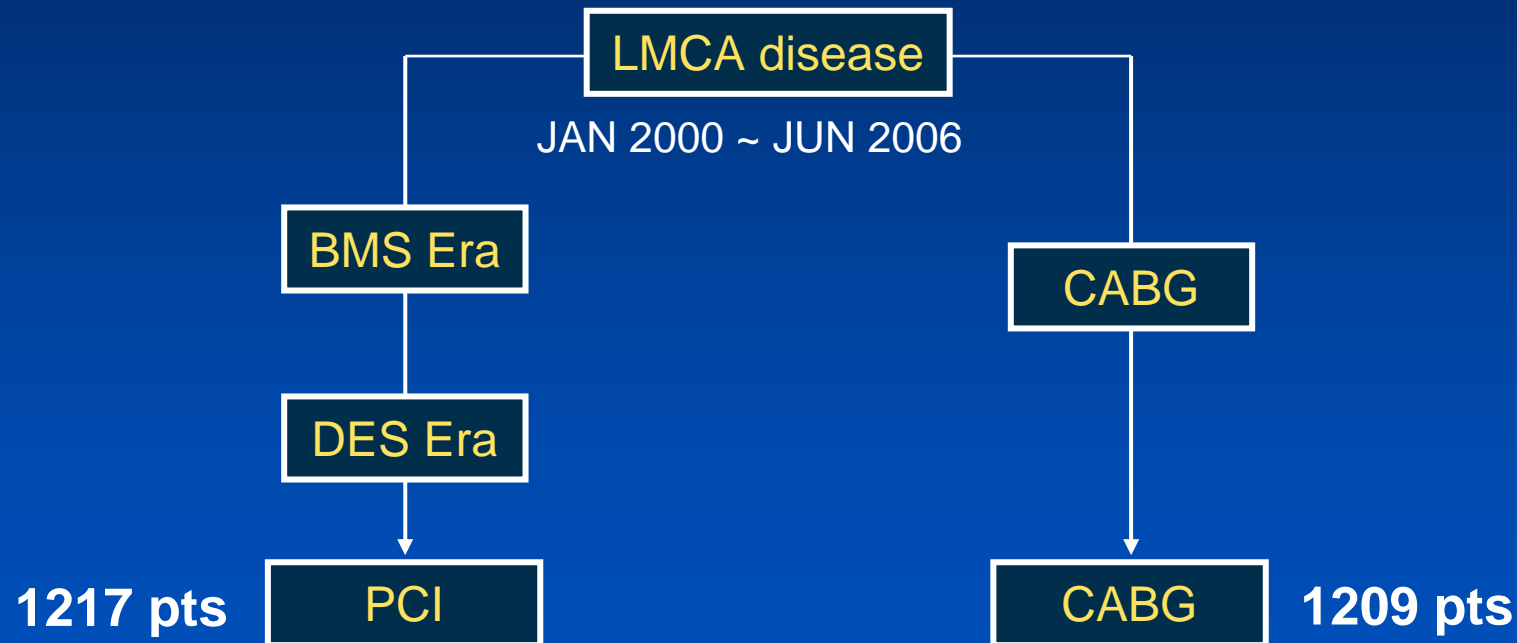 LMCA disease
JAN 2000 ~ JUN 2006
BMS Era
CABG
DES Era
1217 pts
PCI
CABG
1209 pts